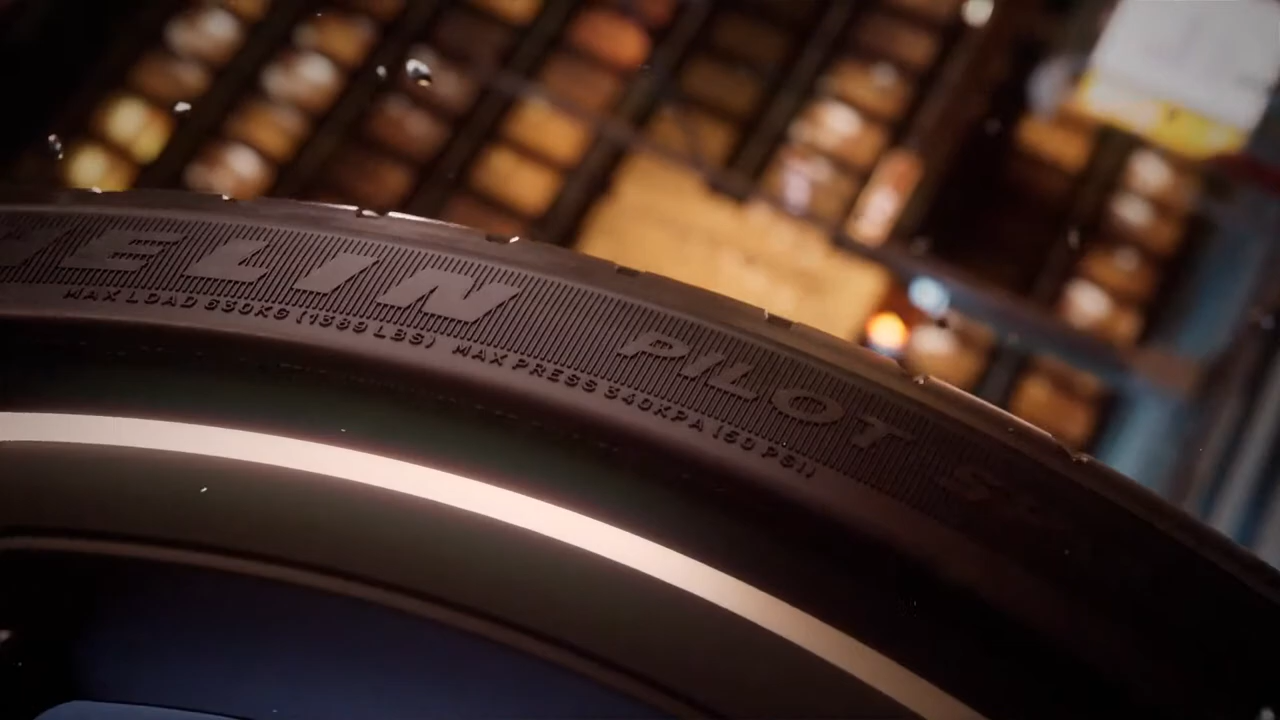 ELIN PILOT
MAX LOAD 630KG (1389 LBS) MAX PRESS 340KPA (50 PSI)